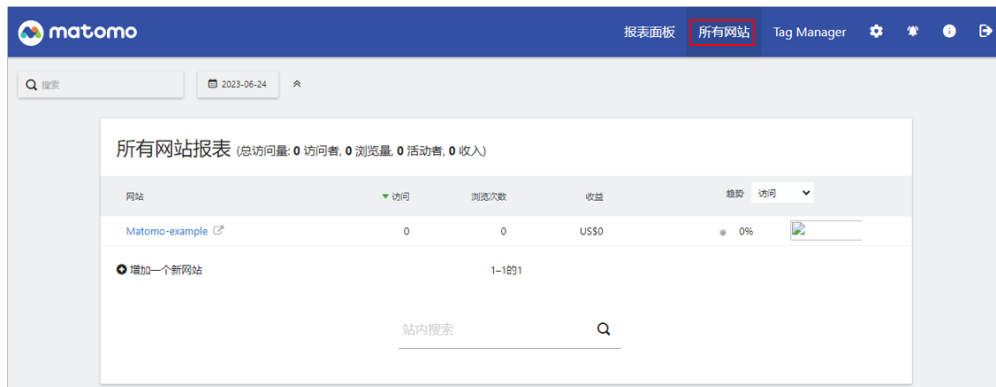 matomo 报表面板 所有网站 Tag Manager
搜索 2023-06-24
所有网站报表 (总访问量: 0 访问者, 0 浏览量, 0 活动者, 0 收入)
网站 访问 浏览次数 收益 趋势 访问
Matomo-example 0 0 US$0 0%
增加一个新网站 1–1的1
站内搜索